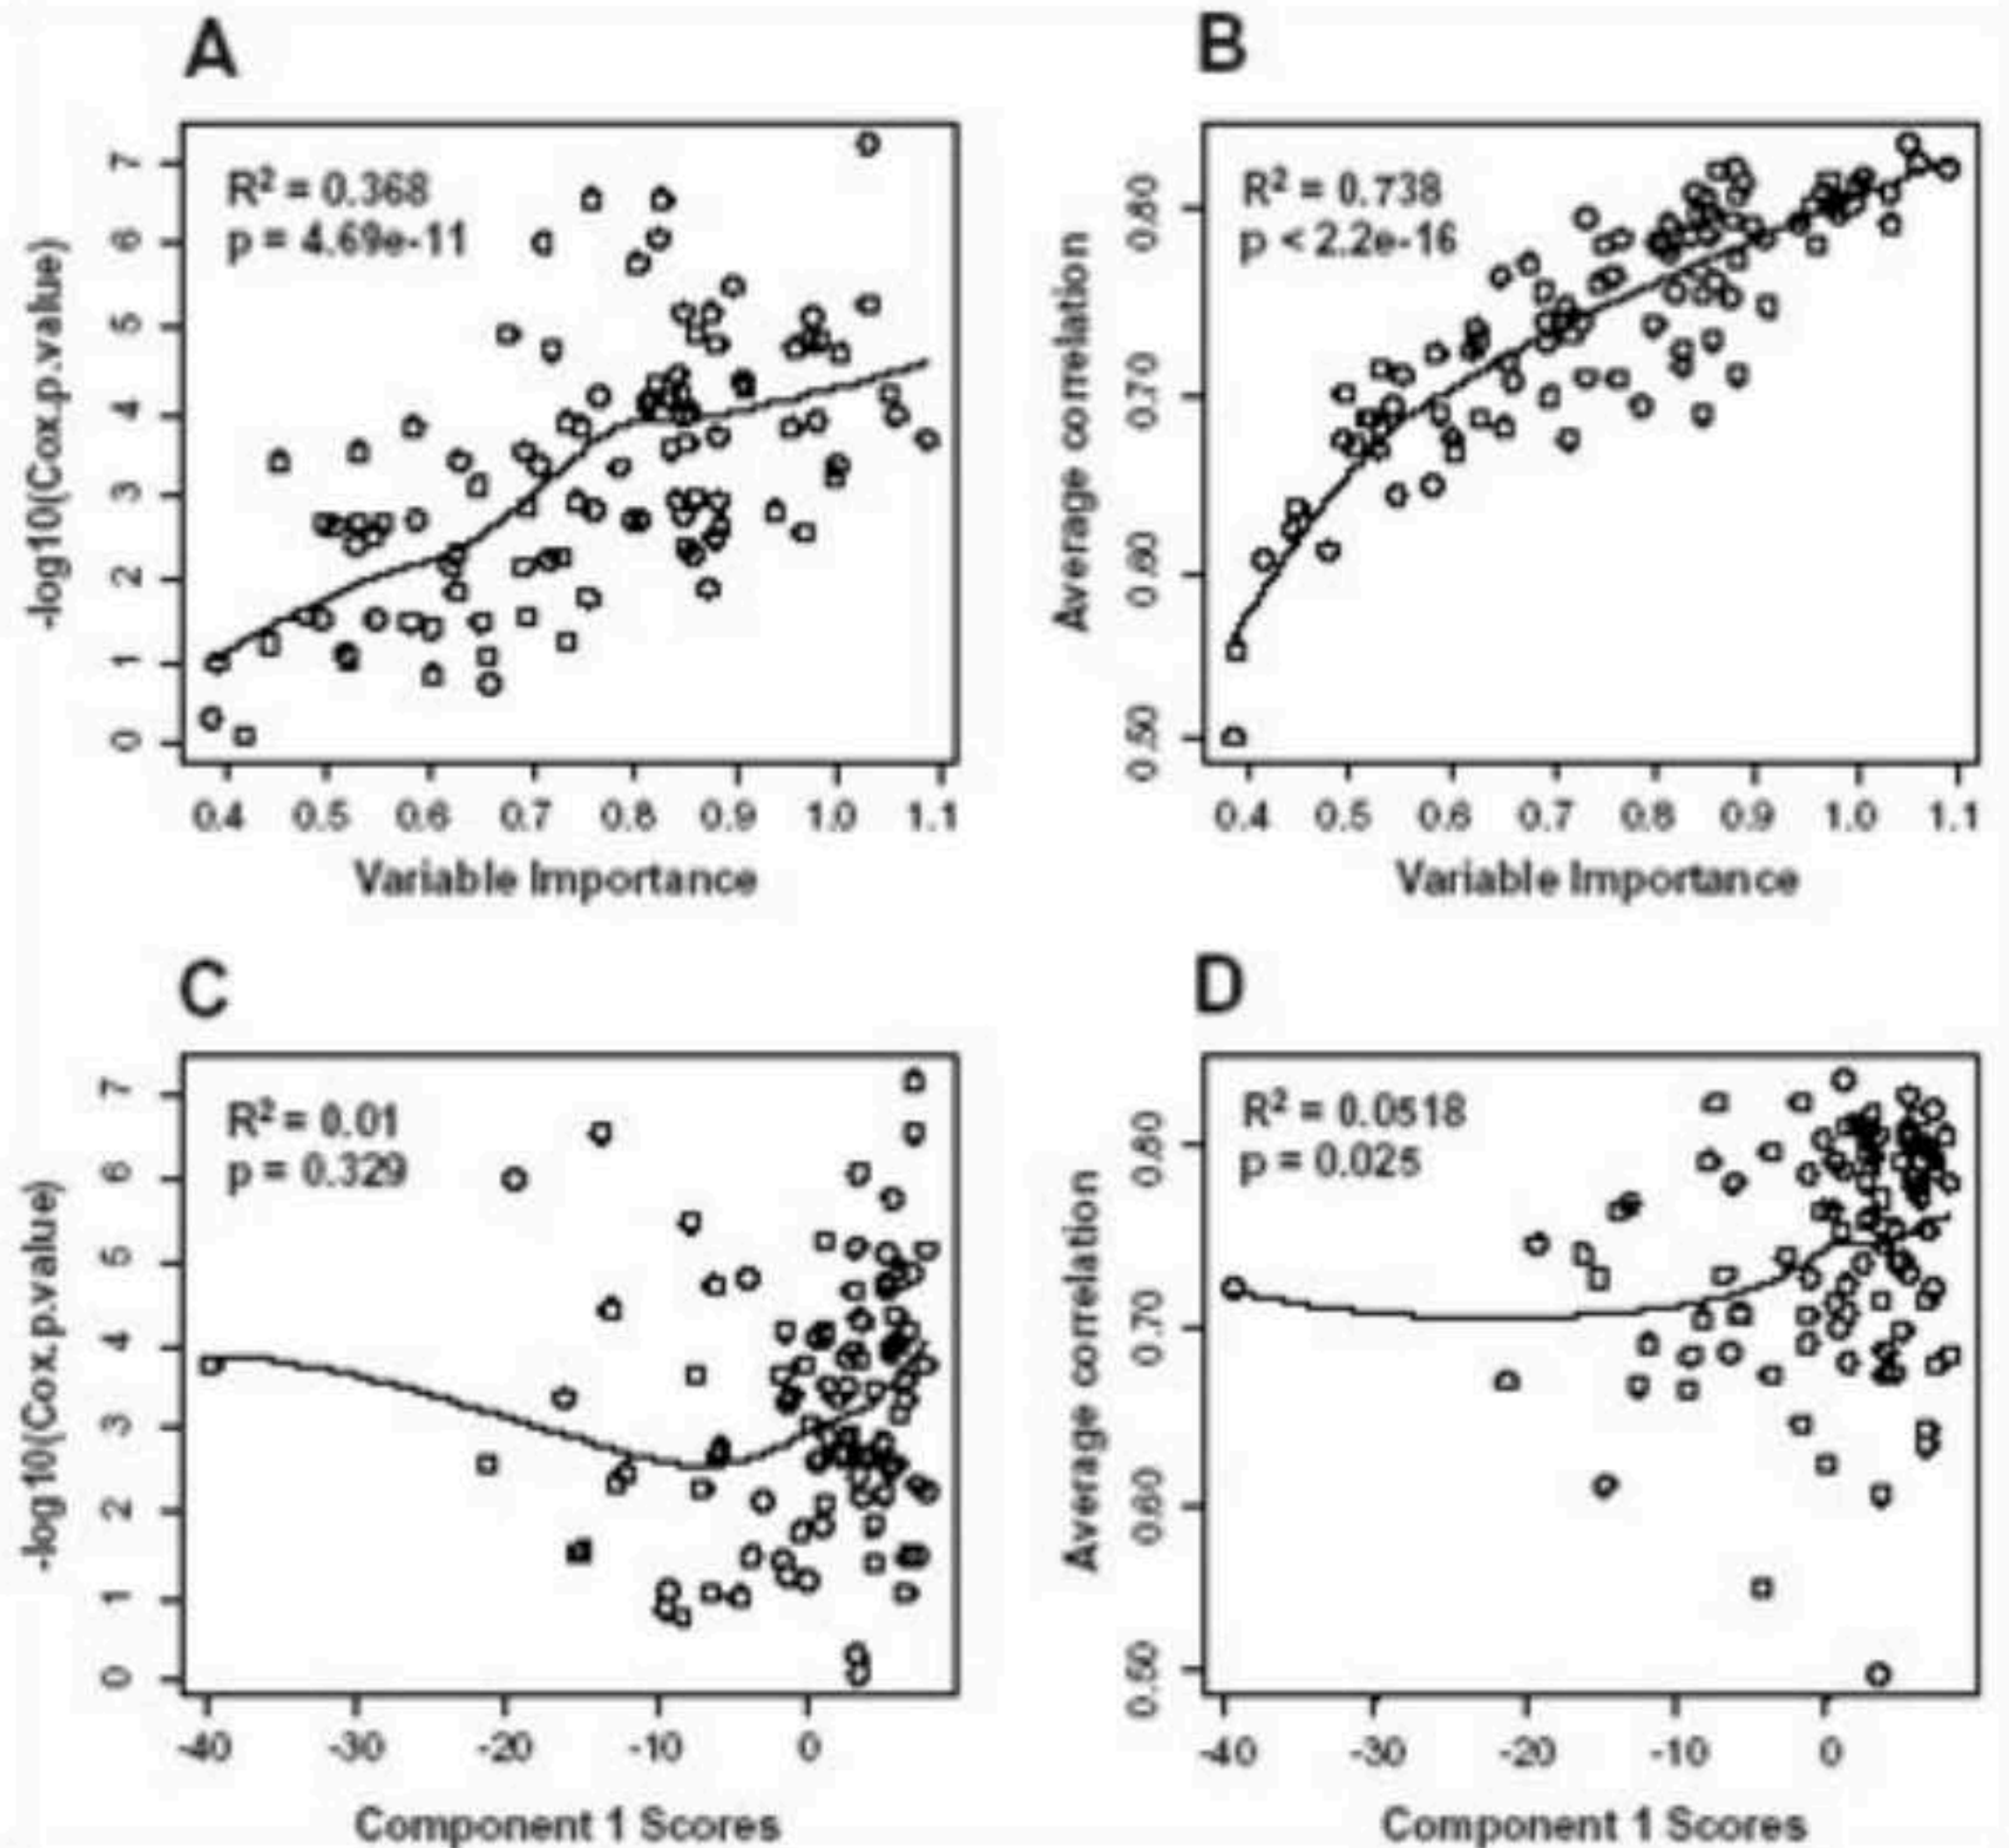 A
B
R² = 0.368
p = 4.69e-11
R² = 0.738
p < 2.2e-16
-log10(Cox.p.value)
0 1 2 3 4 5 6 7
0.4 0.5 0.6 0.7 0.8 0.9 1.0 1.1
Variable Importance
Average correlation
0.50 0.60 0.70 0.80
0.4 0.5 0.6 0.7 0.8 0.9 1.0 1.1
Variable Importance
C
D
R² = 0.01
p = 0.329
R² = 0.0518
p = 0.025
-log10(Cox.p.value)
0 1 2 3 4 5 6 7
-40 -30 -20 -10 0
Component 1 Scores
Average correlation
0.50 0.60 0.70 0.80
-40 -30 -20 -10 0
Component 1 Scores